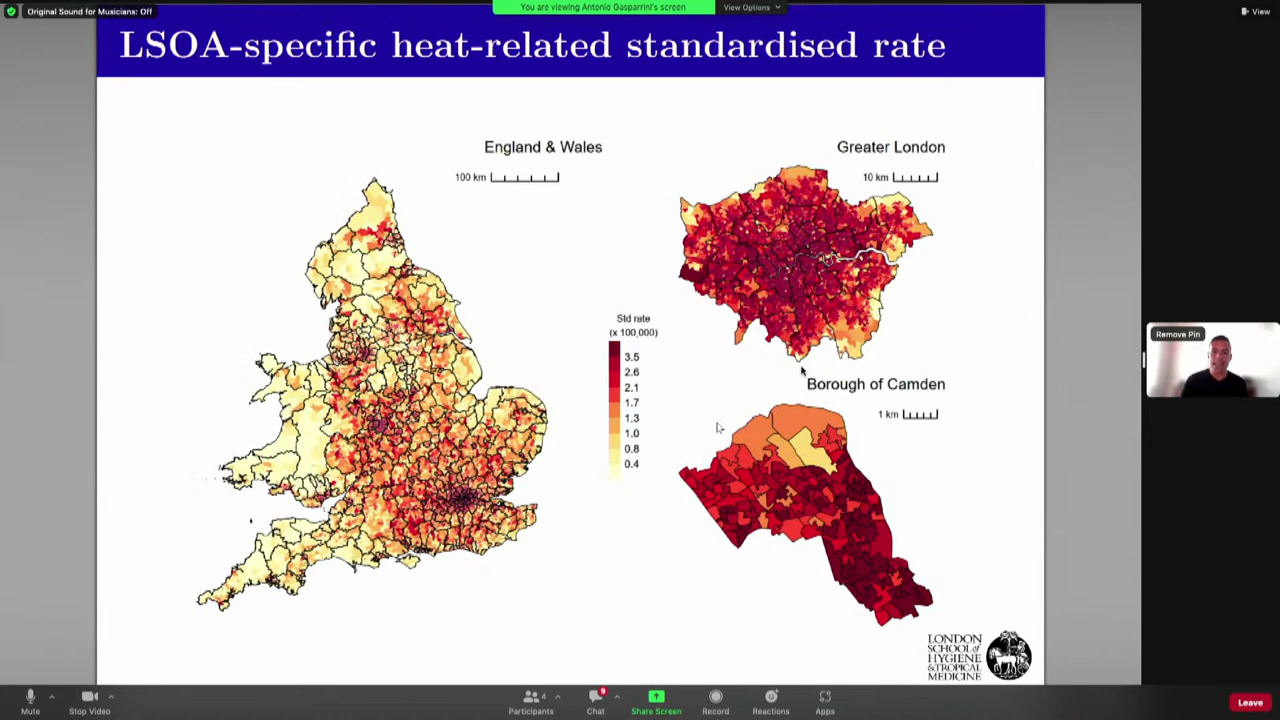 Original Sound for Musicians: Off
You are viewing Antonio Gasparrini's screen
View Options
View
LSOA-specific heat-related standardised rate
England & Wales
100 km
Greater London
10 km
Std rate
(x 100,000)
3.5
2.6
2.1
1.7
1.3
1.0
0.8
0.4
Borough of Camden
1 km
Remove Pin
LONDON
SCHOOL of
HYGIENE
& TROPICAL
MEDICINE
Mute
Stop Video
4
Participants
9
Chat
Share Screen
Record
Reactions
Apps
Leave